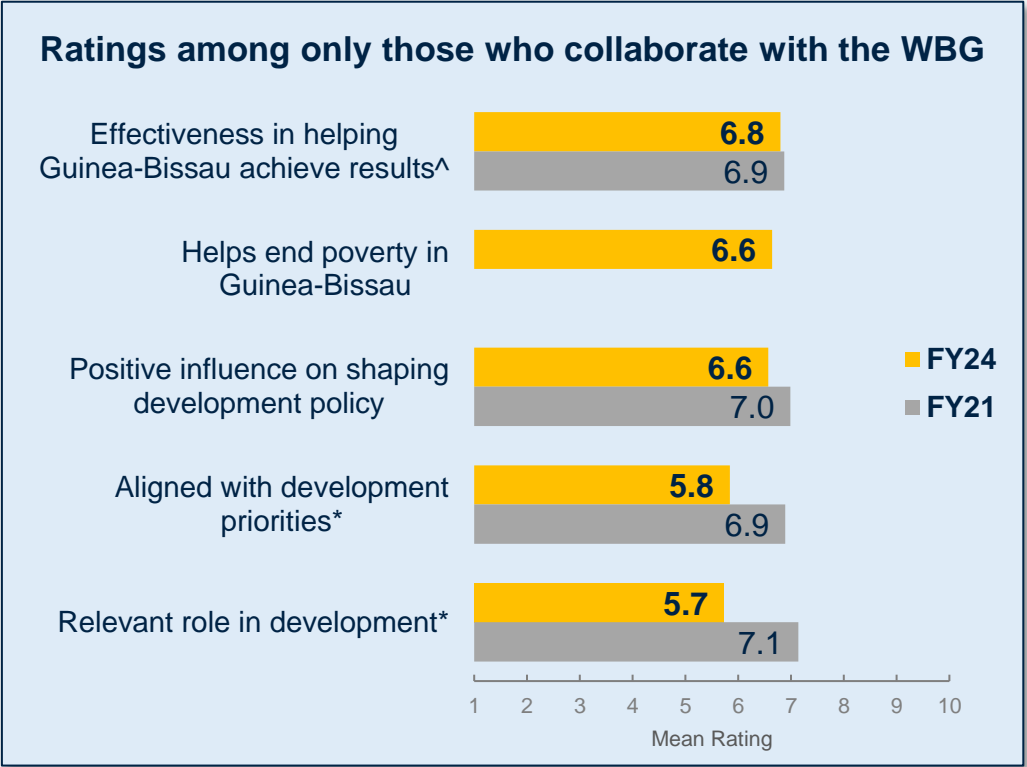 Ratings among only those who collaborate with the WBG
Effectiveness in helping
Guinea-Bissau achieve results^
6.8
6.9
Helps end poverty in
Guinea-Bissau
6.6
Positive influence on shaping
development policy
6.6
7.0
FY24
FY21
Aligned with development
priorities*
5.8
6.9
Relevant role in development*
5.7
7.1
1 2 3 4 5 6 7 8 9 10
Mean Rating